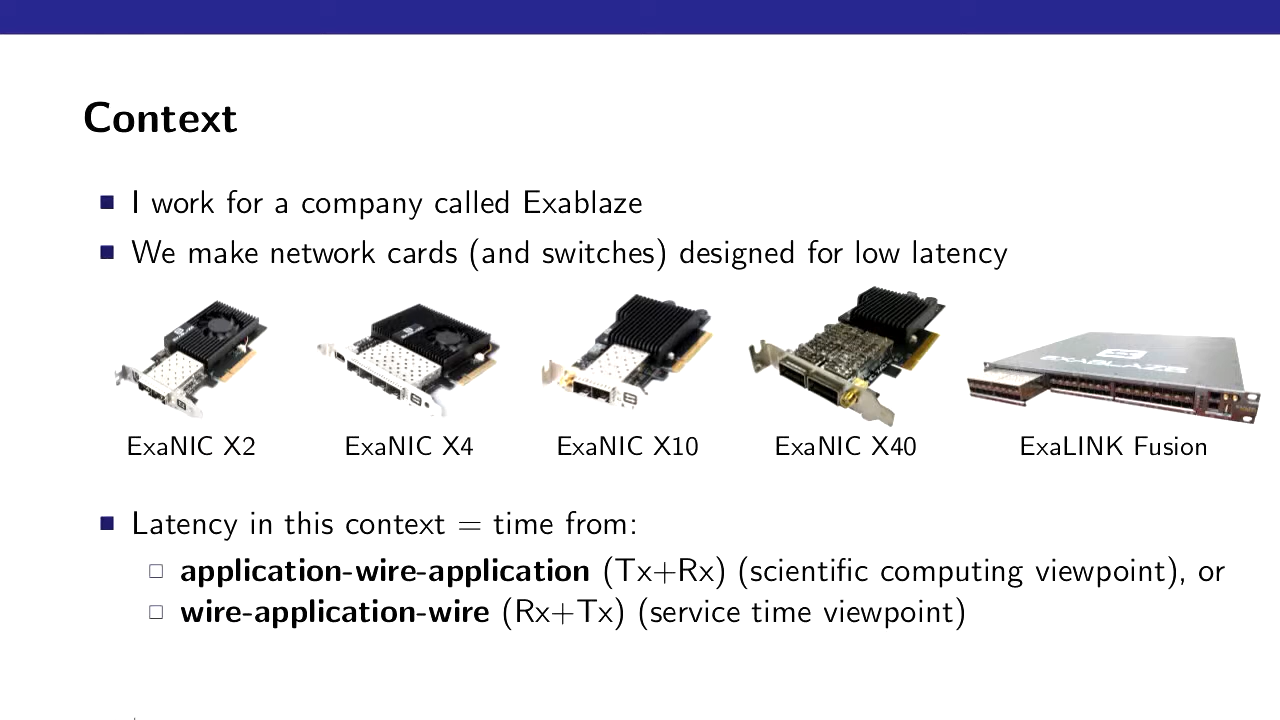 Context
I work for a company called Exablaze
We make network cards (and switches) designed for low latency
EXABLAZE
ExaNIC X2 ExaNIC X4 ExaNIC X10 ExaNIC X40 ExaLINK Fusion
Latency in this context = time from:
application-wire-application (Tx+Rx) (scientific computing viewpoint), or
wire-application-wire (Rx+Tx) (service time viewpoint)